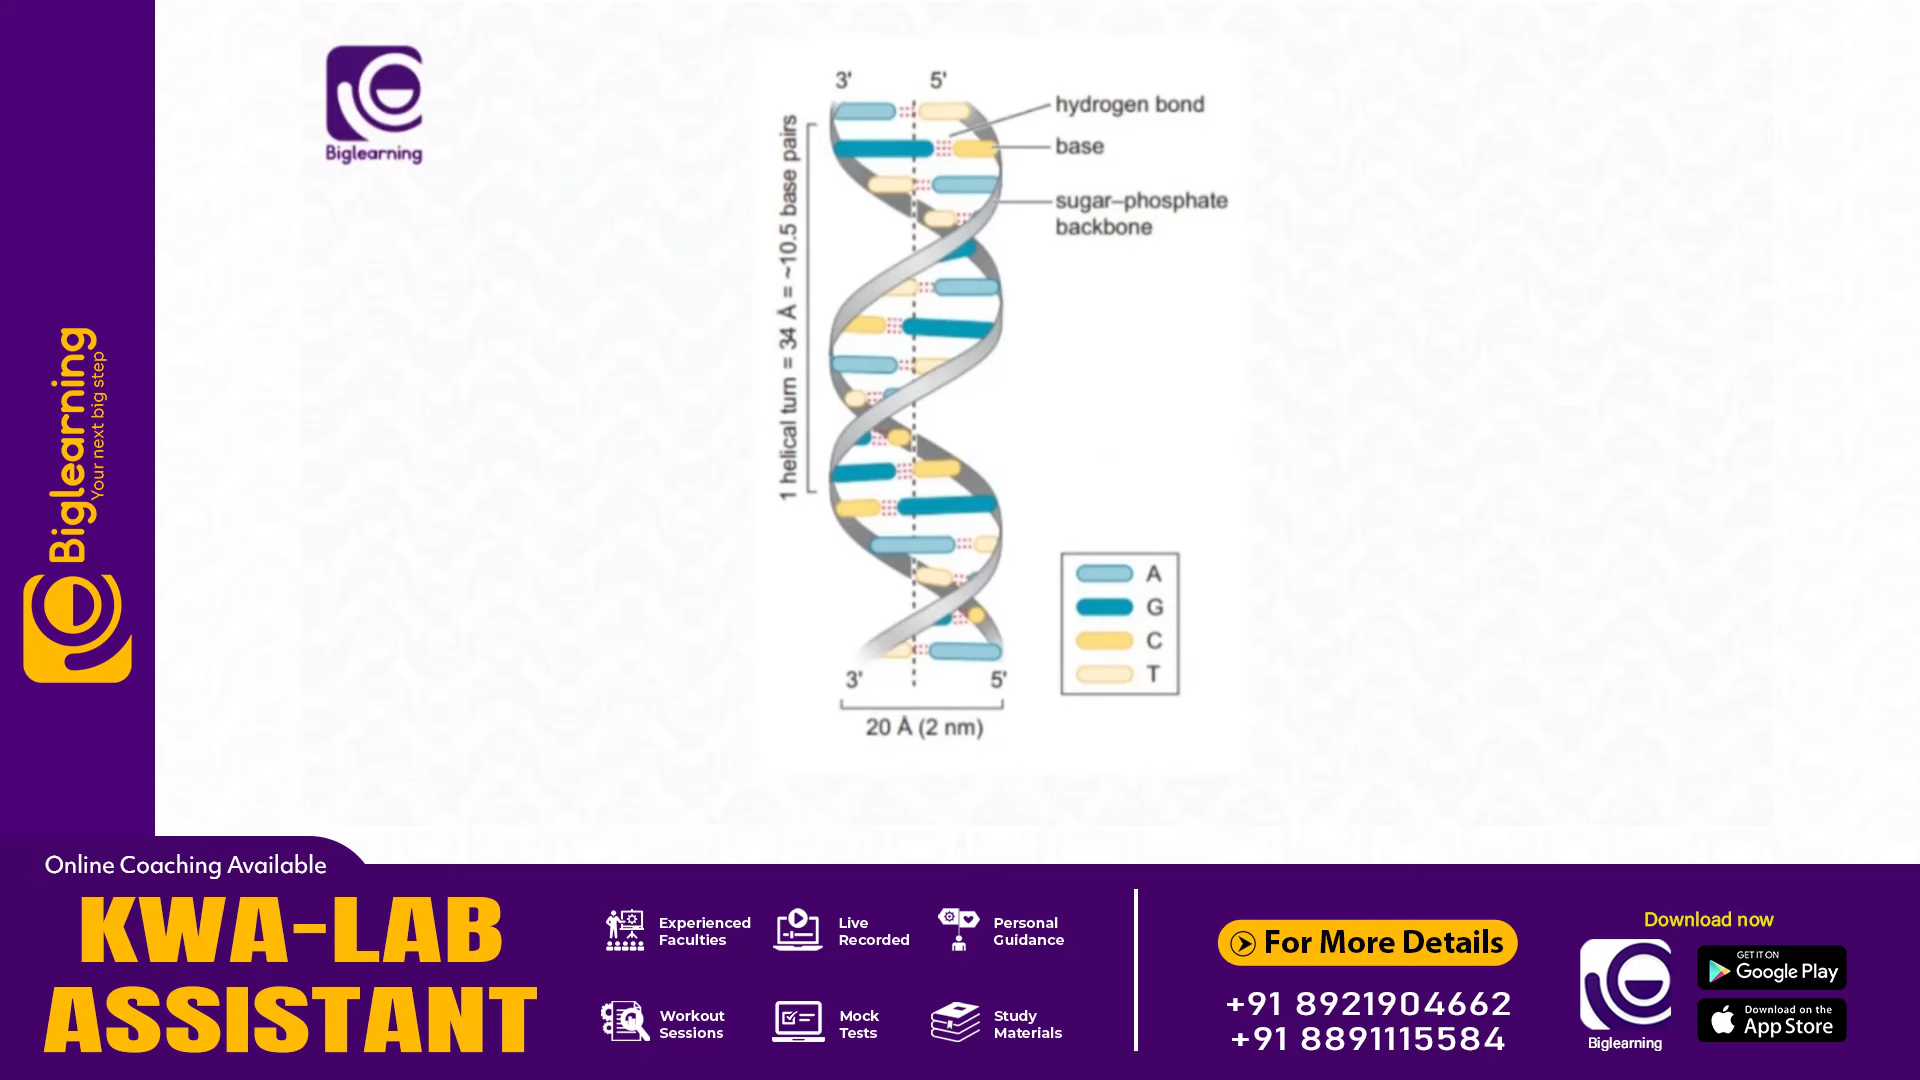 Biglearning
3' 5'
hydrogen bond
base
sugar–phosphate
backbone
1 helical turn = 34 Å = ~10.5 base pairs
A
G
C
T
3' 5'
20 Å (2 nm)
Biglearning
Your next big step
Online Coaching Available
KWA-LAB
ASSISTANT
Experienced
Faculties
Live
Recorded
Personal
Guidance
Workout
Sessions
Mock
Tests
Study
Materials
For More Details
+91 8921904662
+91 8891115584
Download now
Biglearning
GET IT ON
Google Play
Download on the
App Store